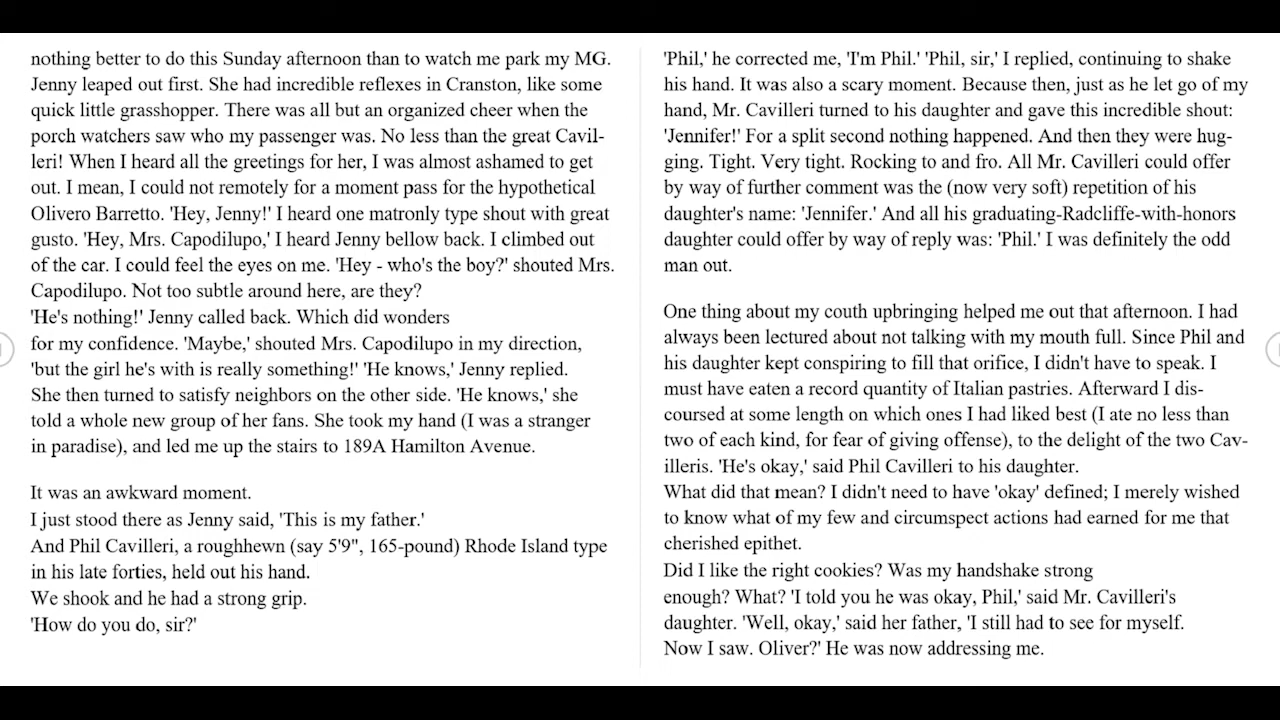 nothing better to do this Sunday afternoon than to watch me park my MG.
Jenny leaped out first. She had incredible reflexes in Cranston, like some
quick little grasshopper. There was all but an organized cheer when the
porch watchers saw who my passenger was. No less than the great Cavil-
leri! When I heard all the greetings for her, I was almost ashamed to get
out. I mean, I could not remotely for a moment pass for the hypothetical
Olivero Barretto. 'Hey, Jenny!' I heard one matronly type shout with great
gusto. 'Hey, Mrs. Capodilupo,' I heard Jenny bellow back. I climbed out
of the car. I could feel the eyes on me. 'Hey - who's the boy?' shouted Mrs.
Capodilupo. Not too subtle around here, are they?
'He's nothing!' Jenny called back. Which did wonders
for my confidence. 'Maybe,' shouted Mrs. Capodilupo in my direction,
'but the girl he's with is really something!' 'He knows,' Jenny replied.
She then turned to satisfy neighbors on the other side. 'He knows,' she
told a whole new group of her fans. She took my hand (I was a stranger
in paradise), and led me up the stairs to 189A Hamilton Avenue.
It was an awkward moment.
I just stood there as Jenny said, 'This is my father.'
And Phil Cavilleri, a roughhewn (say 5'9", 165-pound) Rhode Island type
in his late forties, held out his hand.
We shook and he had a strong grip.
'How do you do, sir?'
'Phil,' he corrected me, 'I'm Phil.' 'Phil, sir,' I replied, continuing to shake
his hand. It was also a scary moment. Because then, just as he let go of my
hand, Mr. Cavilleri turned to his daughter and gave this incredible shout:
'Jennifer!' For a split second nothing happened. And then they were hug-
ging. Tight. Very tight. Rocking to and fro. All Mr. Cavilleri could offer
by way of further comment was the (now very soft) repetition of his
daughter's name: 'Jennifer.' And all his graduating-Radcliffe-with-honors
daughter could offer by way of reply was: 'Phil.' I was definitely the odd
man out.
One thing about my couth upbringing helped me out that afternoon. I had
always been lectured about not talking with my mouth full. Since Phil and
his daughter kept conspiring to fill that orifice, I didn't have to speak. I
must have eaten a record quantity of Italian pastries. Afterward I dis-
coursed at some length on which ones I had liked best (I ate no less than
two of each kind, for fear of giving offense), to the delight of the two Cav-
illeris. 'He's okay,' said Phil Cavilleri to his daughter.
What did that mean? I didn't need to have 'okay' defined; I merely wished
to know what of my few and circumspect actions had earned for me that
cherished epithet.
Did I like the right cookies? Was my handshake strong
enough? What? 'I told you he was okay, Phil,' said Mr. Cavilleri's
daughter. 'Well, okay,' said her father, 'I still had to see for myself.
Now I saw. Oliver?' He was now addressing me.